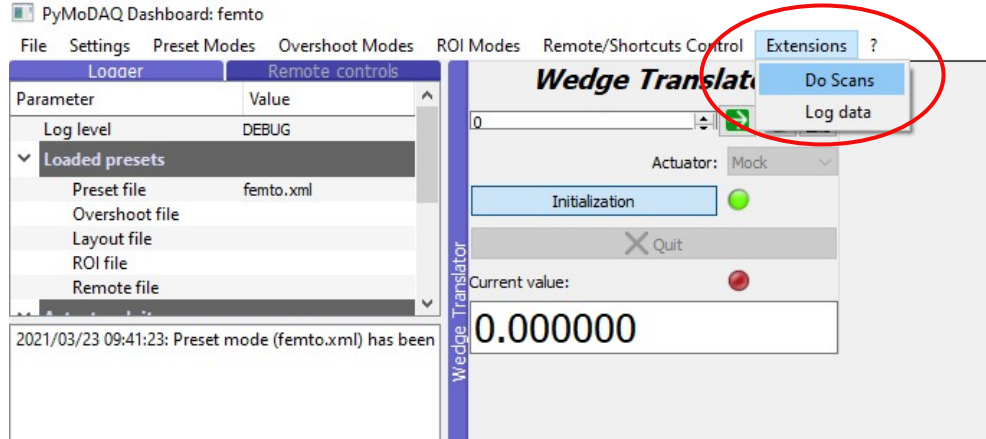 PyMoDAQ Dashboard: femto
File Settings Preset Modes Overshoot Modes ROI Modes Remote/Shortcuts Control Extensions ?
Do Scans
Log data
Logger Remote controls
Parameter Value
Log level DEBUG
Loaded presets
Preset file femto.xml
Overshoot file
Layout file
ROI file
Remote file
2021/03/23 09:41:23: Preset mode (femto.xml) has been
Wedge Translator
Wedge Translat
0
Actuator: Mock
Initialization
Quit
Current value:
0.000000